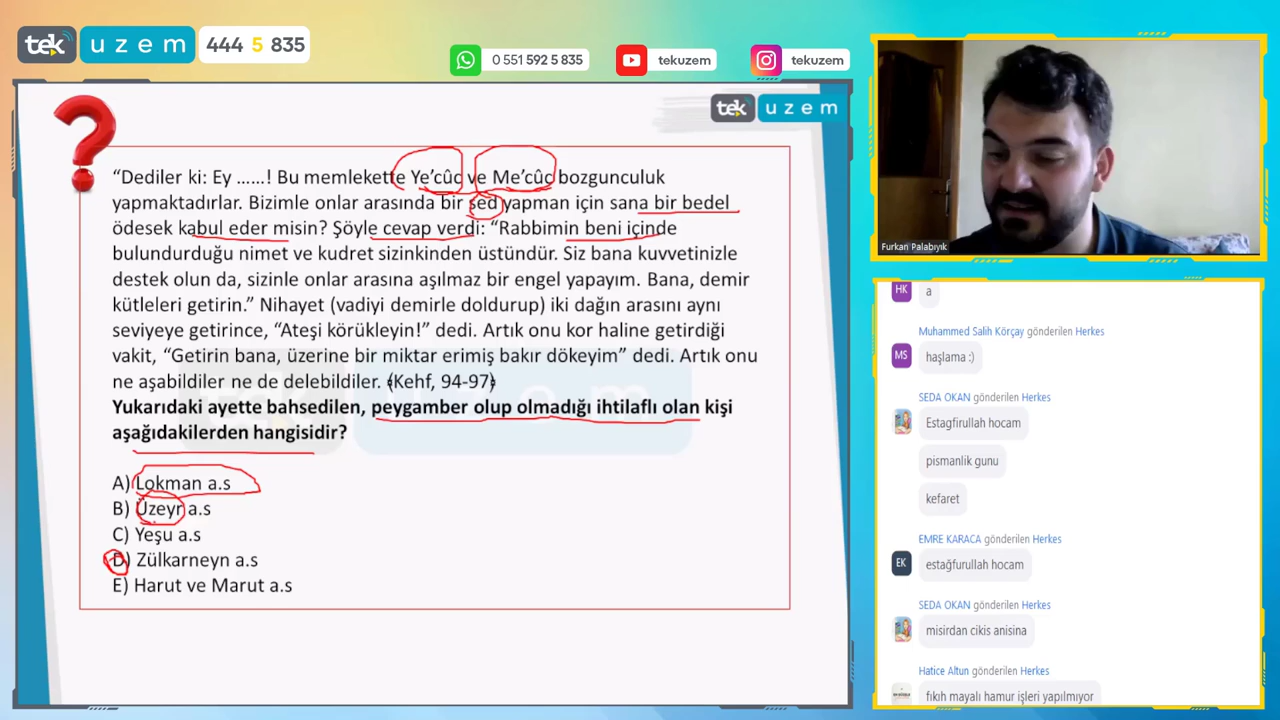 tek uzem 444 5 835
0 551 592 5 835
tekuzem
tekuzem
tek uzem
“Dediler ki: Ey ......! Bu memlekette Ye’cûc ve Me’cûc bozgunculuk
yapmaktadırlar. Bizimle onlar arasında bir sed yapman için sana bir bedel
ödesek kabul eder misin? Şöyle cevap verdi: “Rabbimin beni içinde
bulundurduğu nimet ve kudret sizinkinden üstündür. Siz bana kuvvetinizle
destek olun da, sizinle onlar arasına aşılmaz bir engel yapayım. Bana, demir
kütleleri getirin.” Nihayet (vadiyi demirle doldurup) iki dağın arasını aynı
seviyeye getirince, “Ateşi körükleyin!” dedi. Artık onu kor haline getirdiği
vakit, “Getirin bana, üzerine bir miktar erimiş bakır dökeyim” dedi. Artık onu
ne aşabildiler ne de delebildiler. (Kehf, 94-97)
Yukarıdaki ayette bahsedilen, peygamber olup olmadığı ihtilaflı olan kişi
aşağıdakilerden hangisidir?
A) Lokman a.s
B) Üzeyr a.s
C) Yeşu a.s
D) Zülkarneyn a.s
E) Harut ve Marut a.s
Furkan Palabıyık
HK
a
Muhammed Salih Körçay gönderilen Herkes
MS
haşlama :)
SEDA OKAN gönderilen Herkes
Estagfirullah hocam
pismanlik gunu
kefaret
EMRE KARACA gönderilen Herkes
EK
estağfurullah hocam
SEDA OKAN gönderilen Herkes
misirdan cikis anisina
Hatice Altun gönderilen Herkes
fıkıh mayalı hamur işleri yapılmıyor